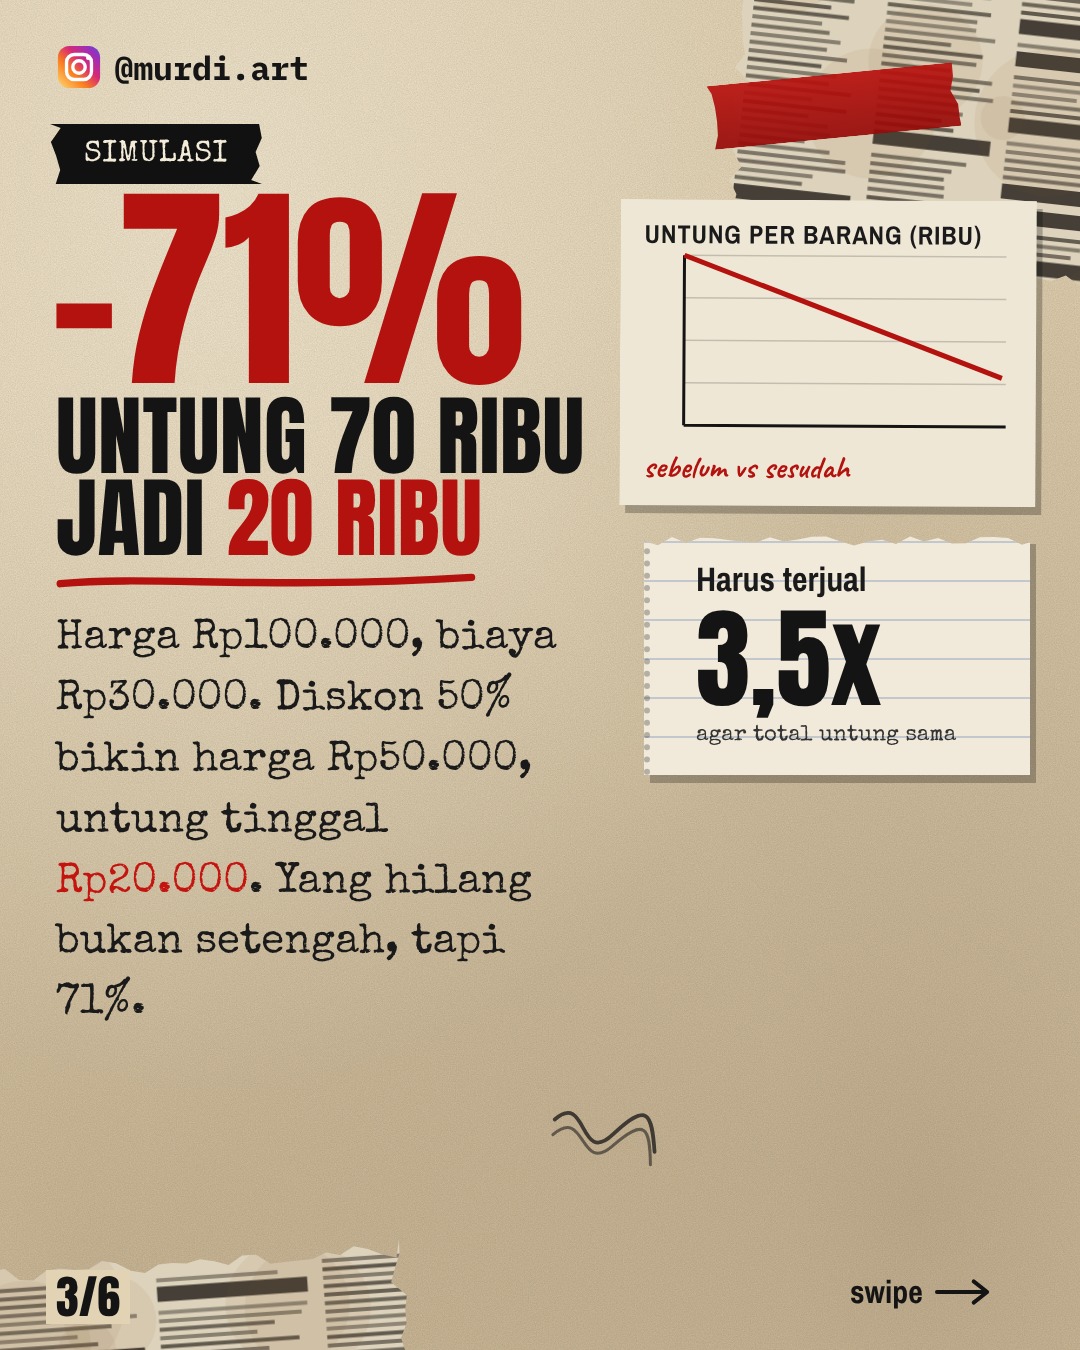 @murdi.art
SIMULASI
-71%
UNTUNG 70 RIBU
JADI 20 RIBU
Harga Rp100.000, biaya
Rp30.000. Diskon 50%
bikin harga Rp50.000,
untung tinggal
Rp20.000. Yang hilang
bukan setengah, tapi
71%.
UNTUNG PER BARANG (RIBU)
sebelum vs sesudah
Harus terjual
3,5x
agar total untung sama
3/6
swipe